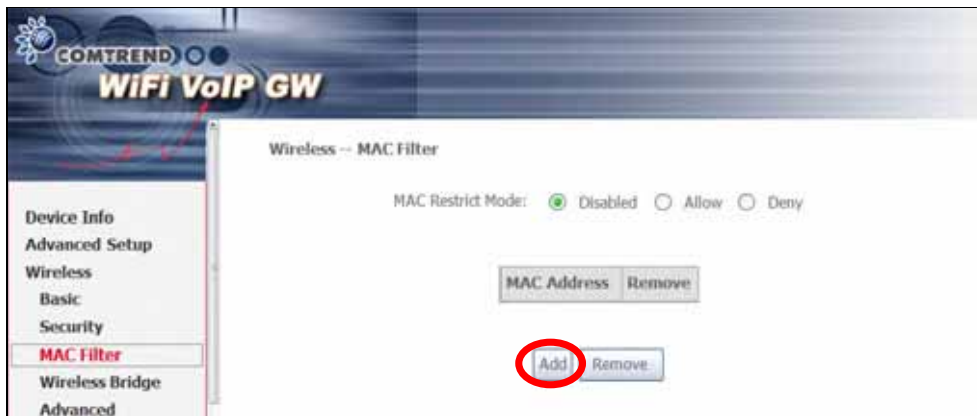 COMTREND
WiFi VoIP GW
Wireless -- MAC Filter
MAC Restrict Mode: Disabled Allow Deny
MAC Address Remove
Add Remove
Device Info
Advanced Setup
Wireless
Basic
Security
MAC Filter
Wireless Bridge
Advanced